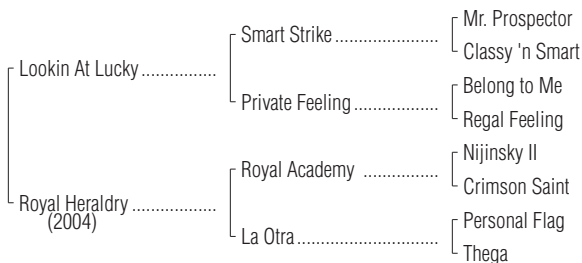 Mr. Prospector
Smart Strike ....................
Classy 'n Smart
Lookin At Lucky ...............
Belong to Me
Private Feeling ...................
Regal Feeling
Nijinsky II
Royal Academy ..............
Crimson Saint
Royal Heraldry ................
(2004)
Personal Flag
La Otra ...........................
Thega